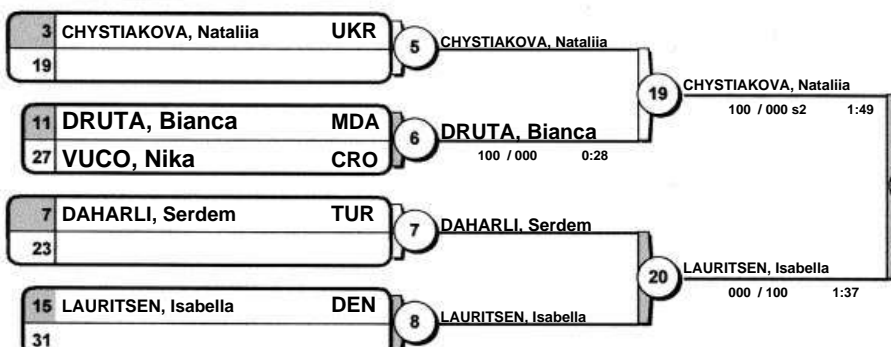 3 CHYSTIAKOVA, Nataliia UKR
19
5
CHYSTIAKOVA, Nataliia
11 DRUTA, Bianca MDA
27 VUCO, Nika CRO
6
DRUTA, Bianca
100 / 000 0:28
19
CHYSTIAKOVA, Nataliia
100 / 000 s2 1:49
7 DAHARLI, Serdem TUR
23
7
DAHARLI, Serdem
15 LAURITSEN, Isabella DEN
31
8
LAURITSEN, Isabella
20
LAURITSEN, Isabella
000 / 100 1:37